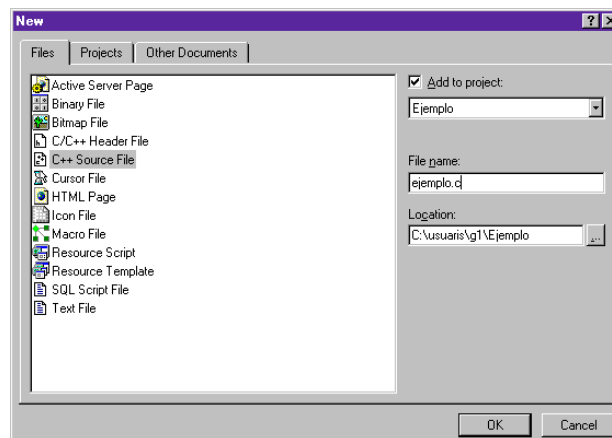 New
Files
Projects
Other Documents
Active Server Page
Binary File
Bitmap File
C/C++ Header File
C++ Source File
Cursor File
HTML Page
Icon File
Macro File
Resource Script
Resource Template
SQL Script File
Text File
Add to project:
Ejemplo
File name:
ejemplo.c
Location:
C:\usuaris\g1\Ejemplo
...
OK
Cancel